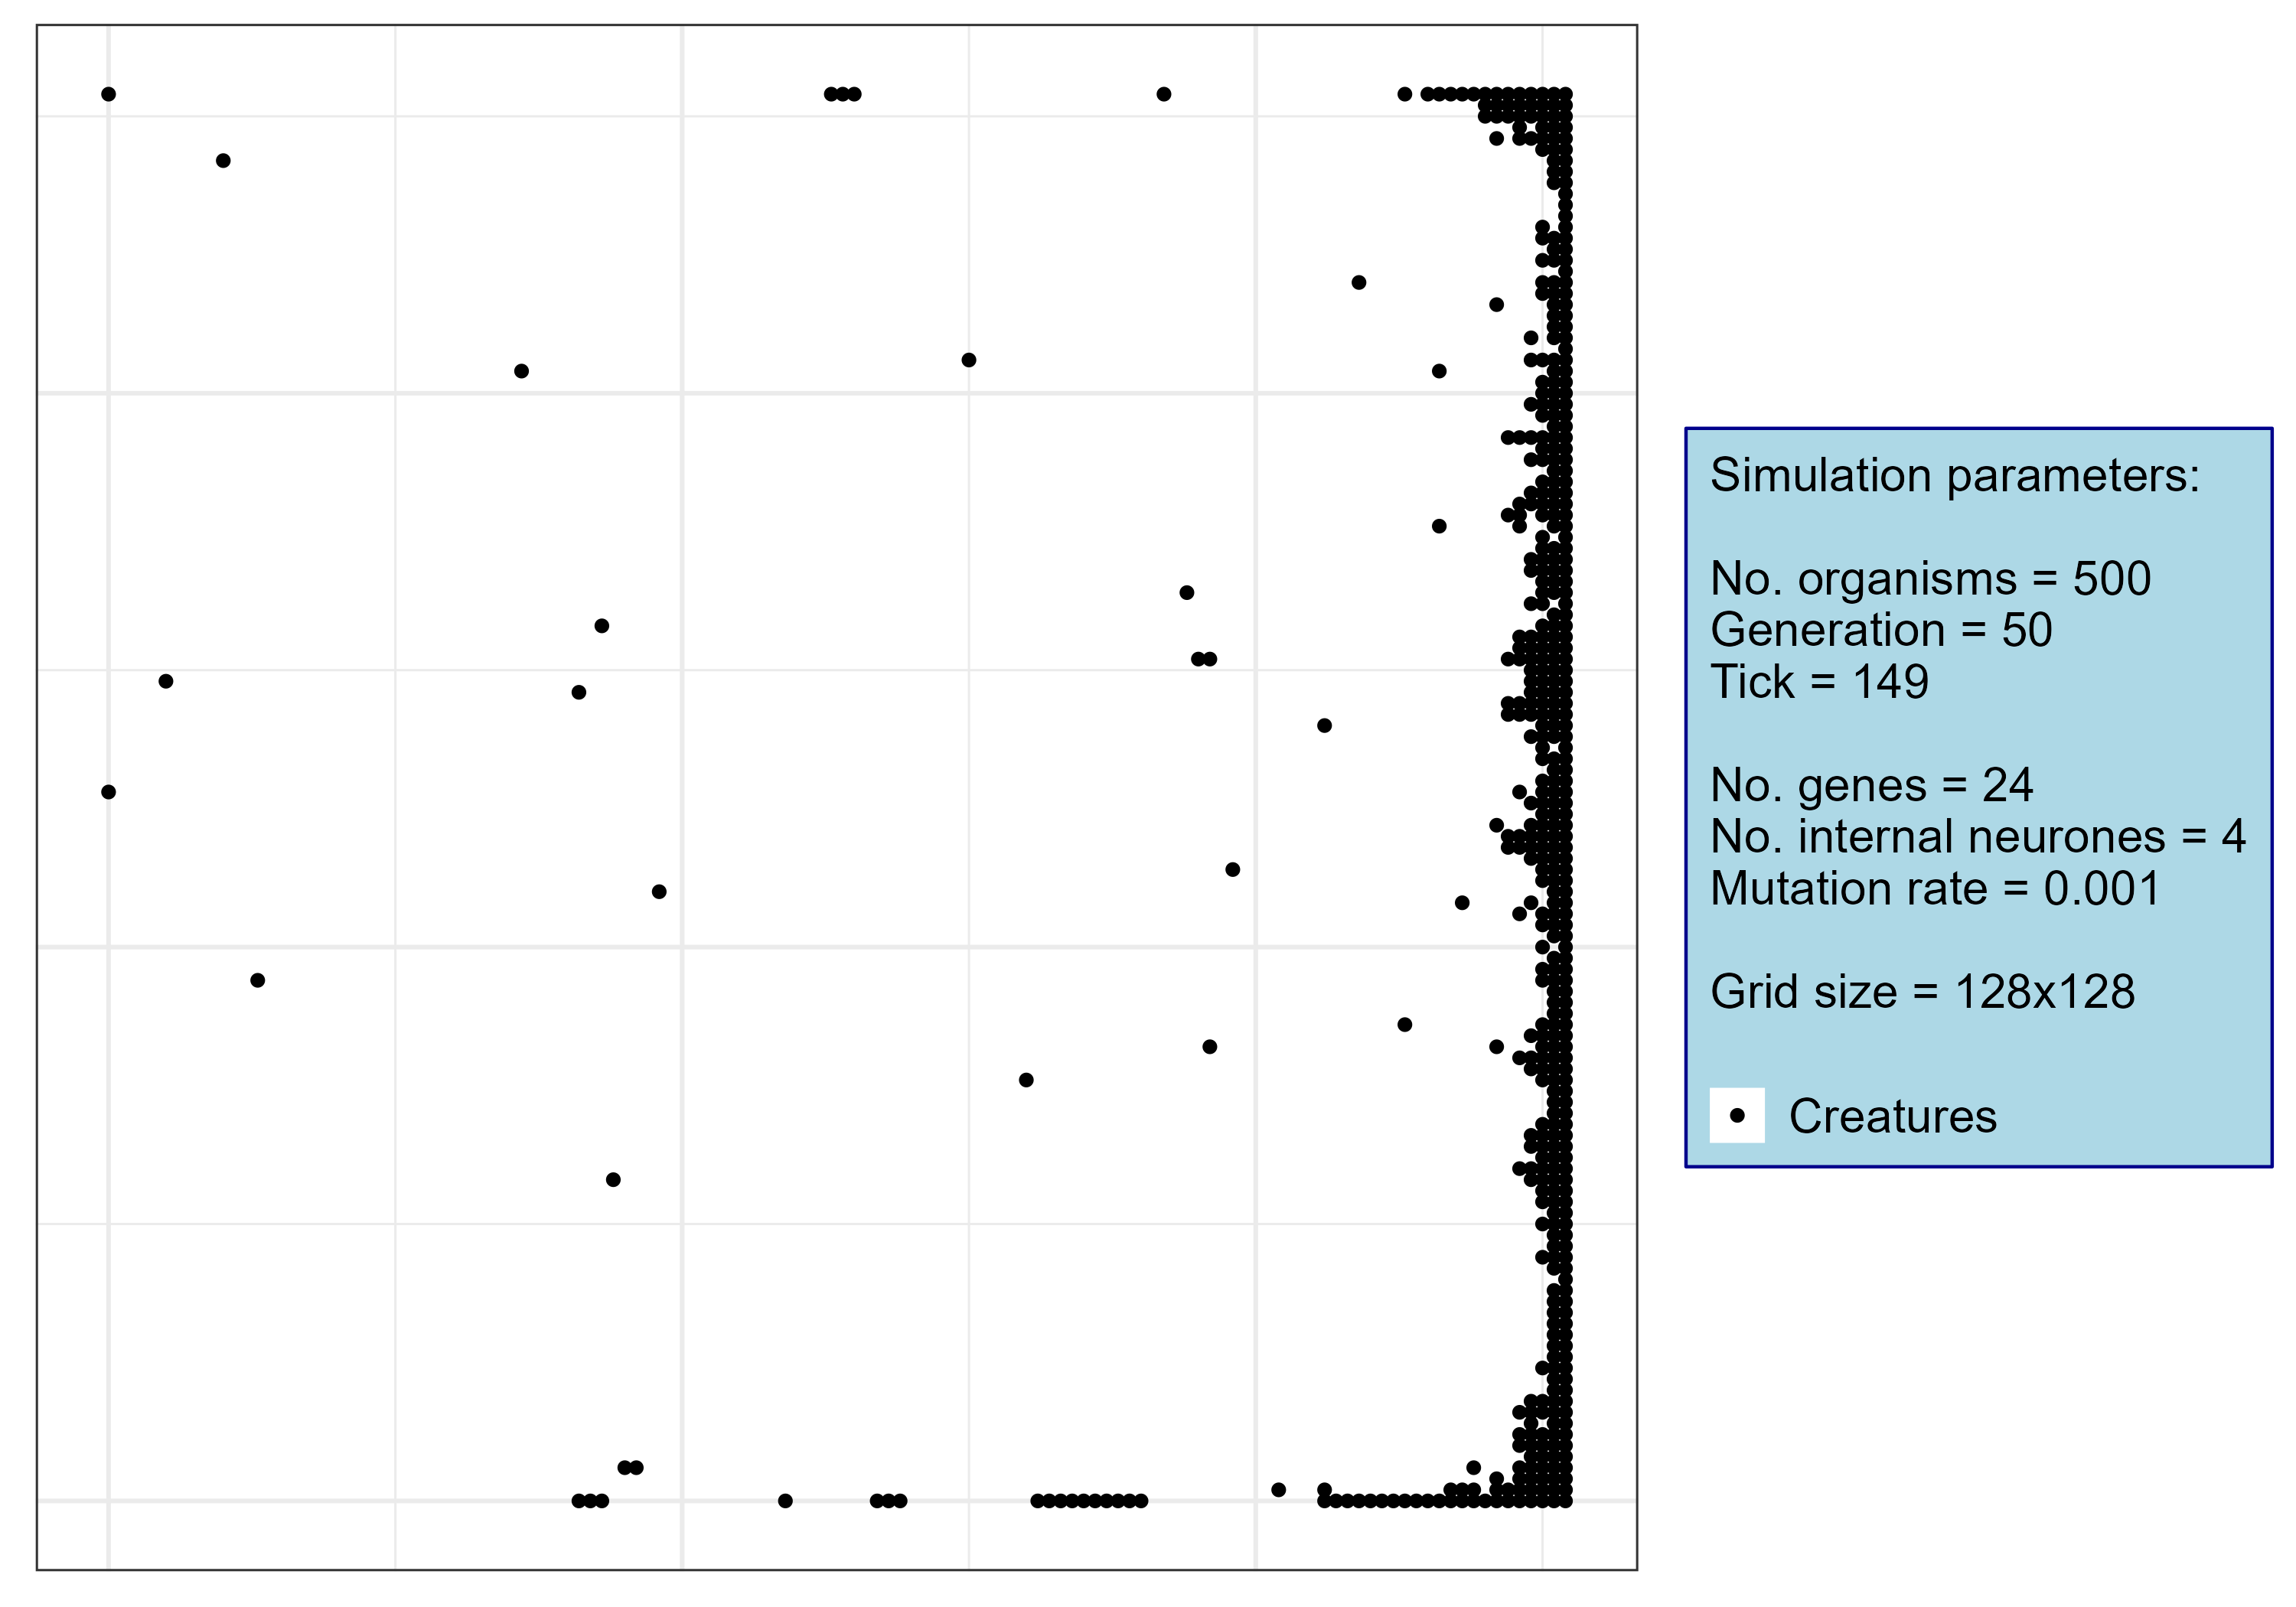 Simulation parameters:
No. organisms = 500
Generation = 50
Tick = 149
No. genes = 24
No. internal neurones = 4
Mutation rate = 0.001
Grid size = 128x128
Creatures